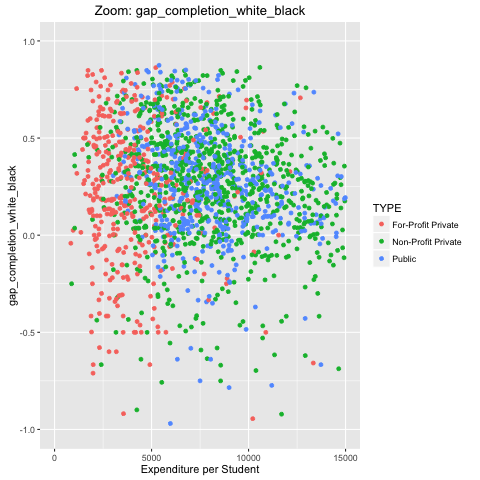 Zoom: gap_completion_white_black
1.0
0.5
0.0
-0.5
-1.0
gap_completion_white_black
0
5000
10000
15000
Expenditure per Student
TYPE
For-Profit Private
Non-Profit Private
Public